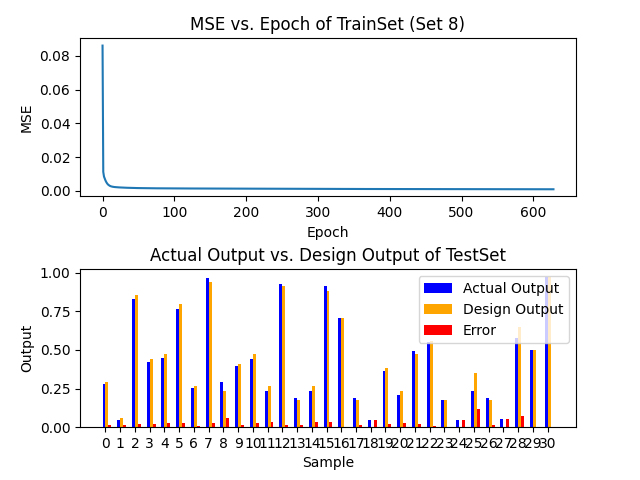 MSE vs. Epoch of TrainSet (Set 8)
0.08
0.06
0.04
0.02
0.00
MSE
0 100 200 300 400 500 600
Epoch
Actual Output vs. Design Output of TestSet
1.00
0.75
0.50
0.25
0.00
Output
Actual Output
Design Output
Error
0 1 2 3 4 5 6 7 8 9 10 11 12 13 14 15 16 17 18 19 20 21 22 23 24 25 26 27 28 29 30
Sample